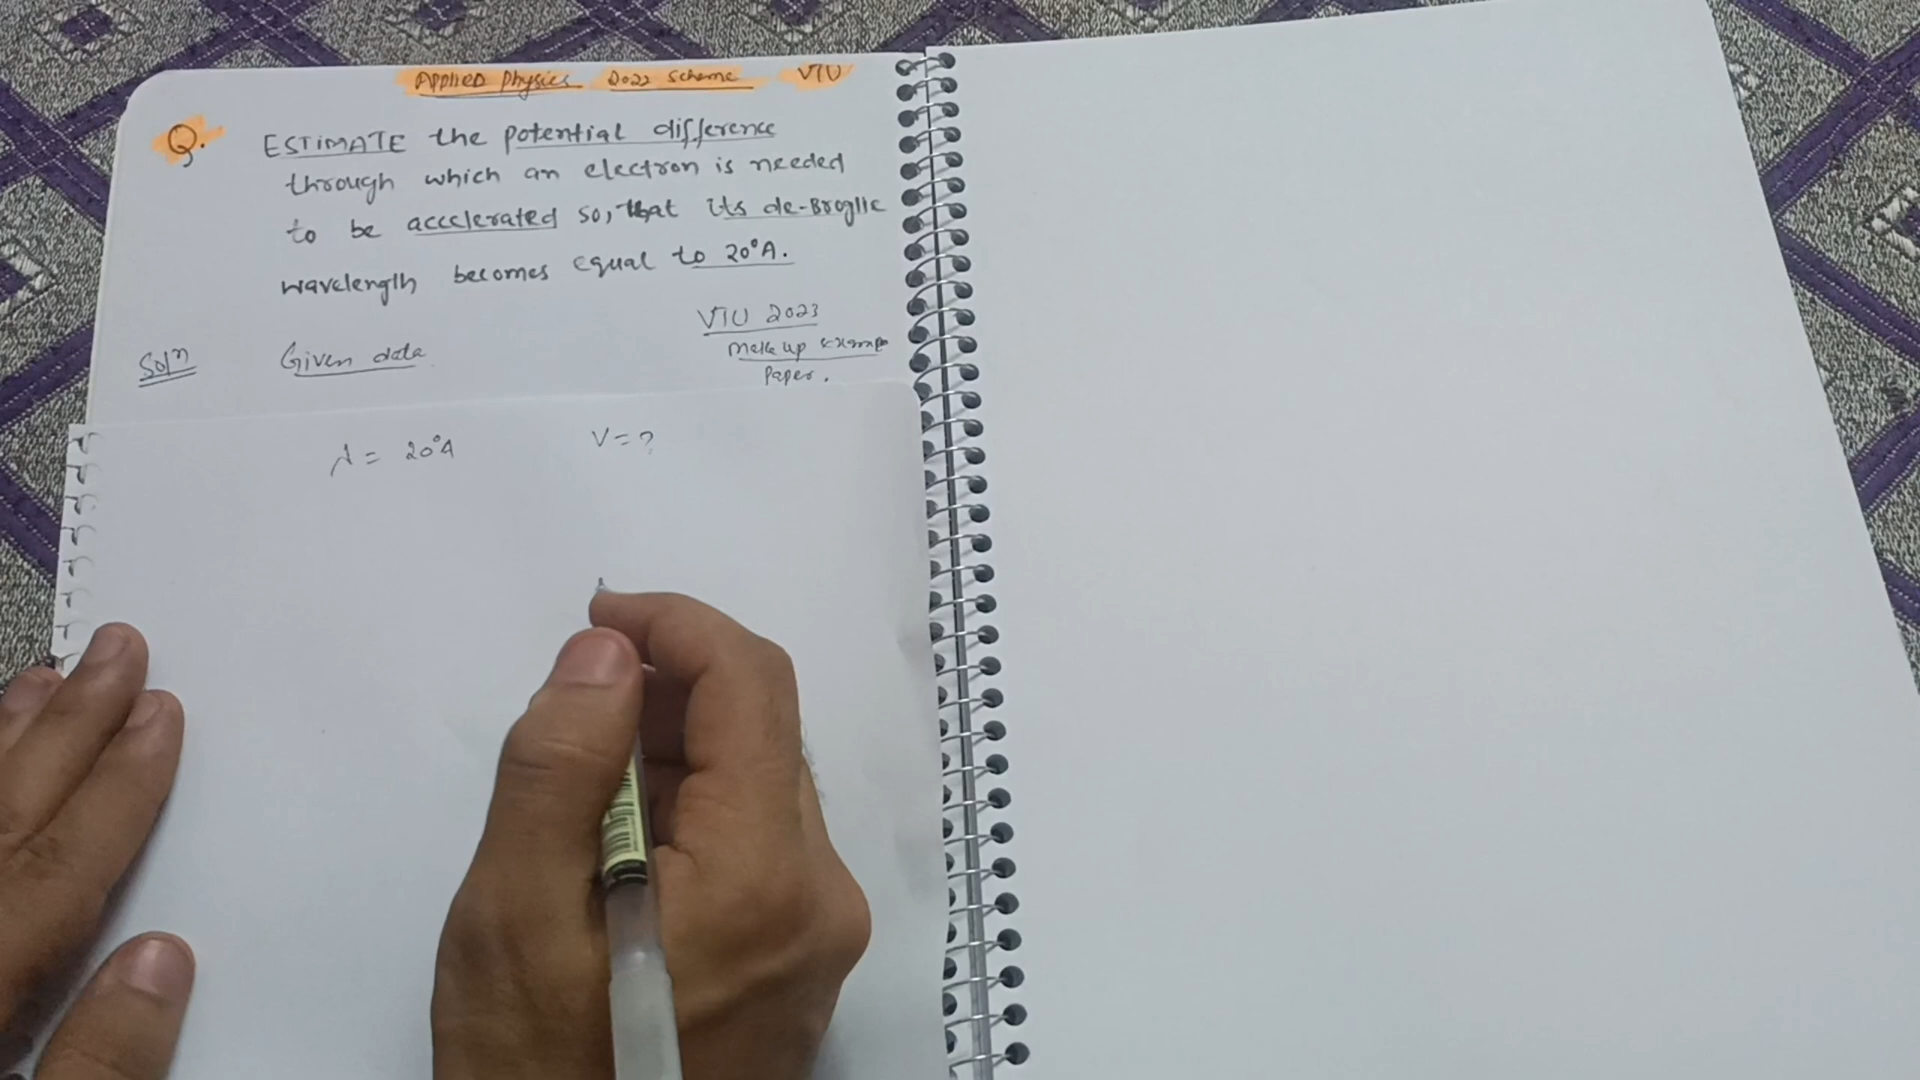 Applied physics 2022 scheme VTU
Q. ESTIMATE the potential difference
through which an electron is needed
to be accelerated so, that its de-Broglie
wavelength becomes equal to 20°A.
VTU 2023
Make up
Paper.
Solⁿ Given data
λ = 20°A V = ?